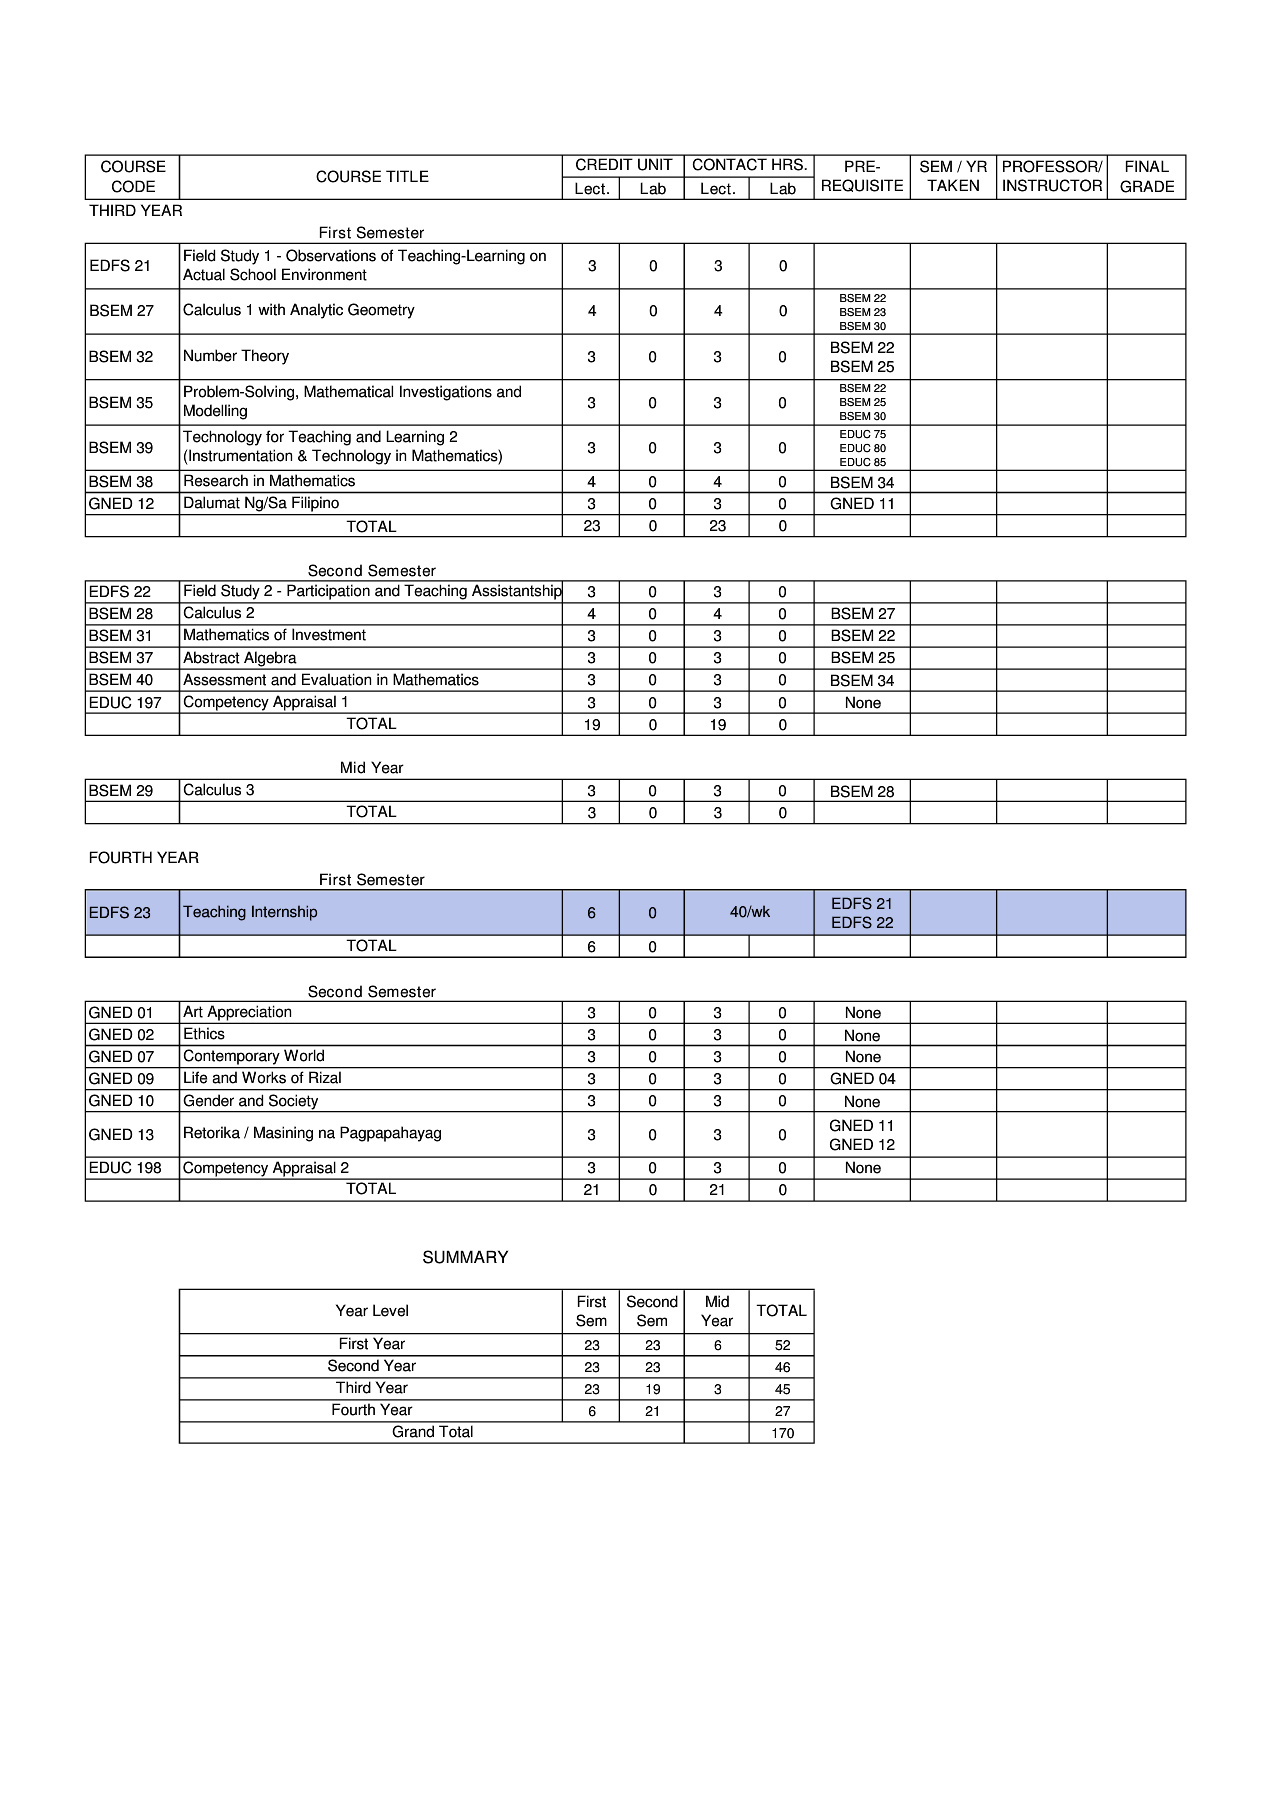 COURSE CODE COURSE TITLE CREDIT UNIT CONTACT HRS. PRE-REQUISITE SEM / YR TAKEN PROFESSOR/INSTRUCTOR FINAL GRADE
Lect. Lab Lect. Lab
THIRD YEAR
First Semester
EDFS 21 Field Study 1 - Observations of Teaching-Learning on Actual School Environment 3 0 3 0
BSEM 27 Calculus 1 with Analytic Geometry 4 0 4 0 BSEM 22 BSEM 23 BSEM 30
BSEM 32 Number Theory 3 0 3 0 BSEM 22 BSEM 25
BSEM 35 Problem-Solving, Mathematical Investigations and Modelling 3 0 3 0 BSEM 22 BSEM 25 BSEM 30
BSEM 39 Technology for Teaching and Learning 2 (Instrumentation & Technology in Mathematics) 3 0 3 0 EDUC 75 EDUC 80 EDUC 85
BSEM 38 Research in Mathematics 4 0 4 0 BSEM 34
GNED 12 Dalumat Ng/Sa Filipino 3 0 3 0 GNED 11
TOTAL 23 0 23 0
Second Semester
EDFS 22 Field Study 2 - Participation and Teaching Assistantship 3 0 3 0
BSEM 28 Calculus 2 4 0 4 0 BSEM 27
BSEM 31 Mathematics of Investment 3 0 3 0 BSEM 22
BSEM 37 Abstract Algebra 3 0 3 0 BSEM 25
BSEM 40 Assessment and Evaluation in Mathematics 3 0 3 0 BSEM 34
EDUC 197 Competency Appraisal 1 3 0 3 0 None
TOTAL 19 0 19 0
Mid Year
BSEM 29 Calculus 3 3 0 3 0 BSEM 28
TOTAL 3 0 3 0
FOURTH YEAR
First Semester
EDFS 23 Teaching Internship 6 0 40/wk EDFS 21 EDFS 22
TOTAL 6 0
Second Semester
GNED 01 Art Appreciation 3 0 3 0 None
GNED 02 Ethics 3 0 3 0 None
GNED 07 Contemporary World 3 0 3 0 None
GNED 09 Life and Works of Rizal 3 0 3 0 GNED 04
GNED 10 Gender and Society 3 0 3 0 None
GNED 13 Retorika / Masining na Pagpapahayag 3 0 3 0 GNED 11 GNED 12
EDUC 198 Competency Appraisal 2 3 0 3 0 None
TOTAL 21 0 21 0
SUMMARY
Year Level First Sem Second Sem Mid Year TOTAL
First Year 23 23 6 52
Second Year 23 23 46
Third Year 23 19 3 45
Fourth Year 6 21 27
Grand Total 170